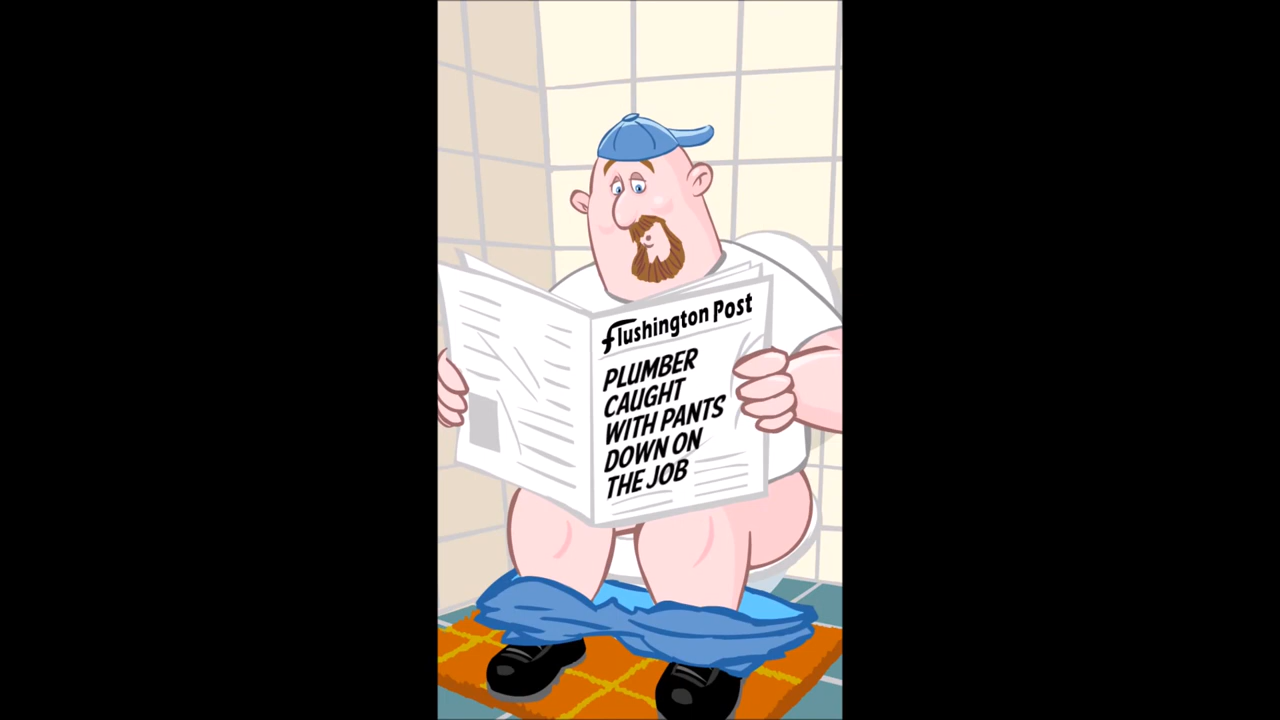 Flushington Post
PLUMBER
CAUGHT
WITH PANTS
DOWN ON
THE JOB